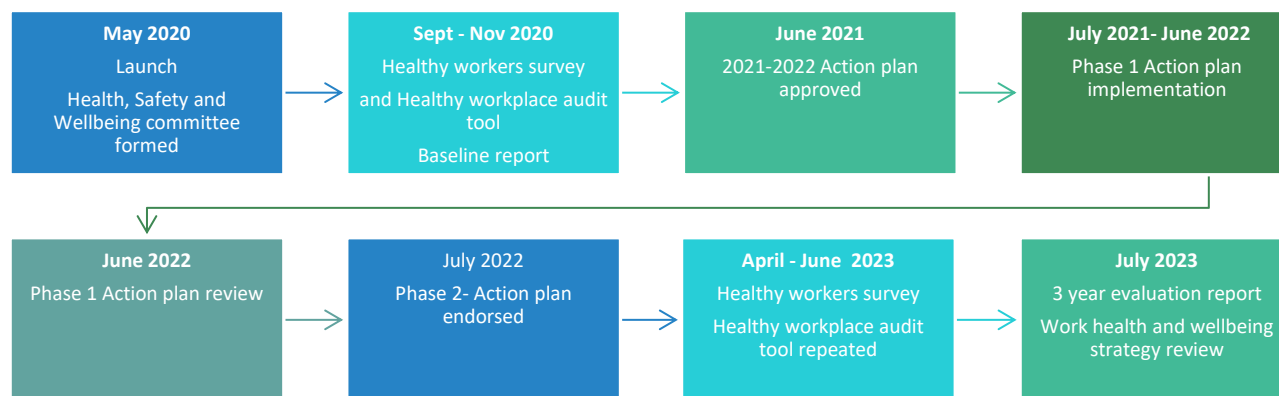 May 2020
Launch
Health, Safety and
Wellbeing committee
formed
Sept - Nov 2020
Healthy workers survey
and Healthy workplace audit
tool
Baseline report
June 2021
2021-2022 Action plan
approved
July 2021- June 2022
Phase 1 Action plan
implementation
June 2022
Phase 1 Action plan review
July 2022
Phase 2- Action plan
endorsed
April - June  2023
Healthy workers survey
Healthy workplace audit
tool repeated
July 2023
3 year evaluation report
Work health and wellbeing
strategy review